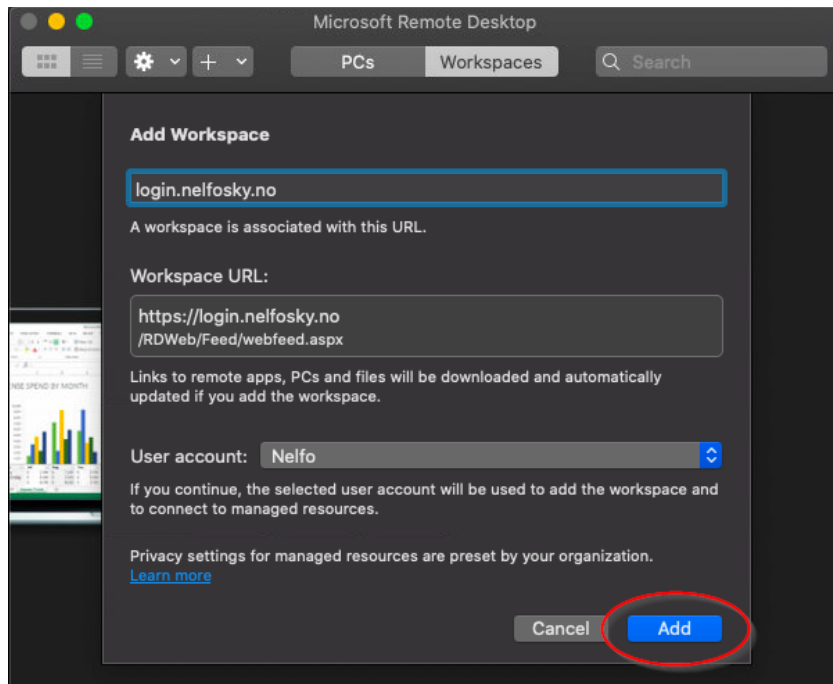 Microsoft Remote Desktop
PCs
Workspaces
Search
Add Workspace
login.nelfosky.no
A workspace is associated with this URL.
Workspace URL:
https://login.nelfosky.no
/RDWeb/Feed/webfeed.aspx
Links to remote apps, PCs and files will be downloaded and automatically
updated if you add the workspace.
NSE SPEND BY MONTH
User account: Nelfo
If you continue, the selected user account will be used to add the workspace and
to connect to managed resources.
Privacy settings for managed resources are preset by your organization.
Learn more
Cancel
Add